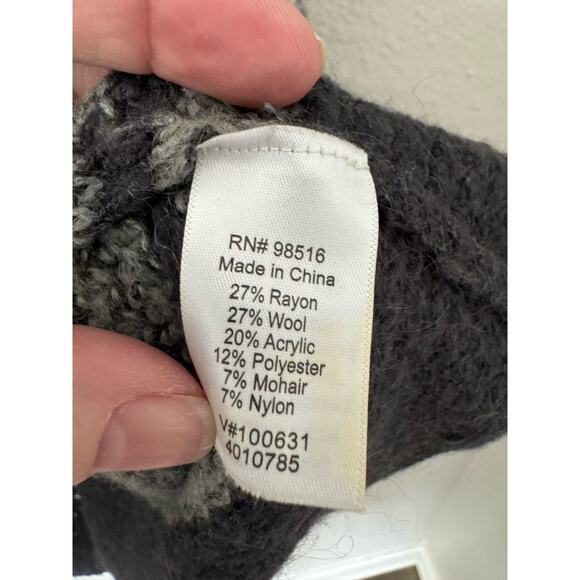 RN# 98516
Made in China
27% Rayon
27% Wool
20% Acrylic
12% Polyester
7% Mohair
7% Nylon
V#100631
4010785